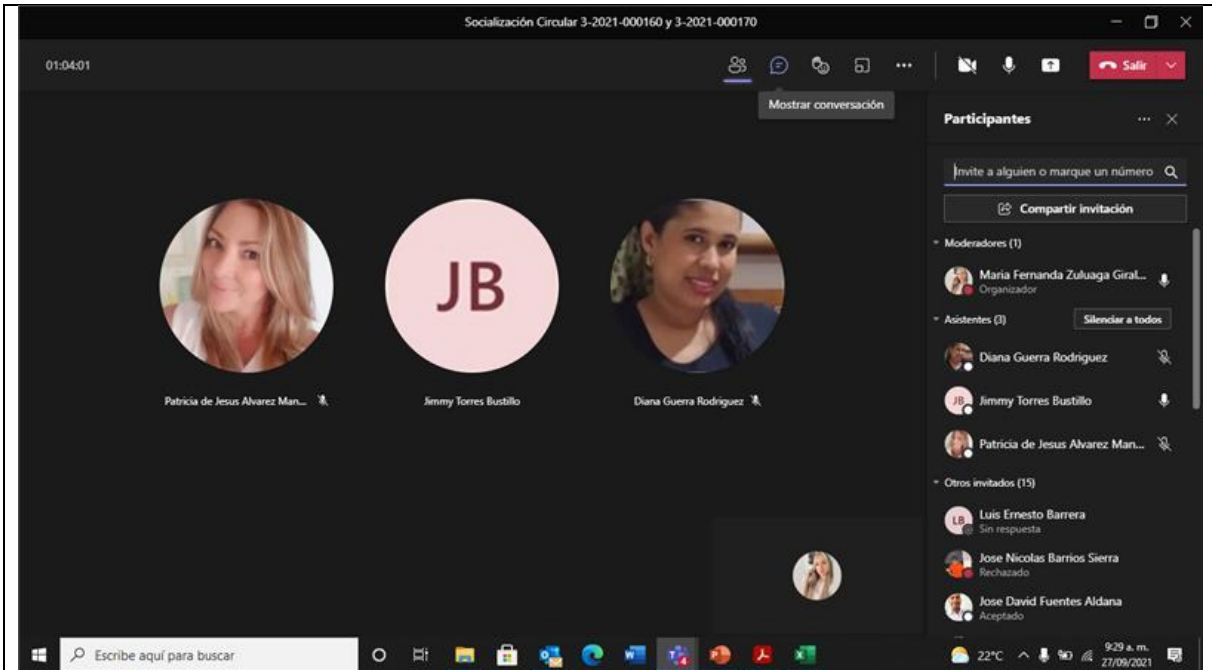 Socialización Circular 3-2021-000160 y 3-2021-000170
01:04:01
Salir
Mostrar conversación
Participantes
Invite a alguien o marque un número
Compartir invitación
Moderadores (1)
Maria Fernanda Zuluaga Giral...
Organizador
Asistentes (3)
Silenciar a todos
Diana Guerra Rodriguez
Jimmy Torres Bustillo
Patricia de Jesus Alvarez Man...
Otros invitados (15)
LB
Luis Ernesto Barrera
Sin respuesta
Jose Nicolas Barrios Sierra
Rechazado
Jose David Fuentes Aldana
Aceptado
JB
JB
Patricia de Jesus Alvarez Man...
Jimmy Torres Bustillo
Diana Guerra Rodriguez
Escribe aquí para buscar
22°C
9:29 a. m.
27/09/2021